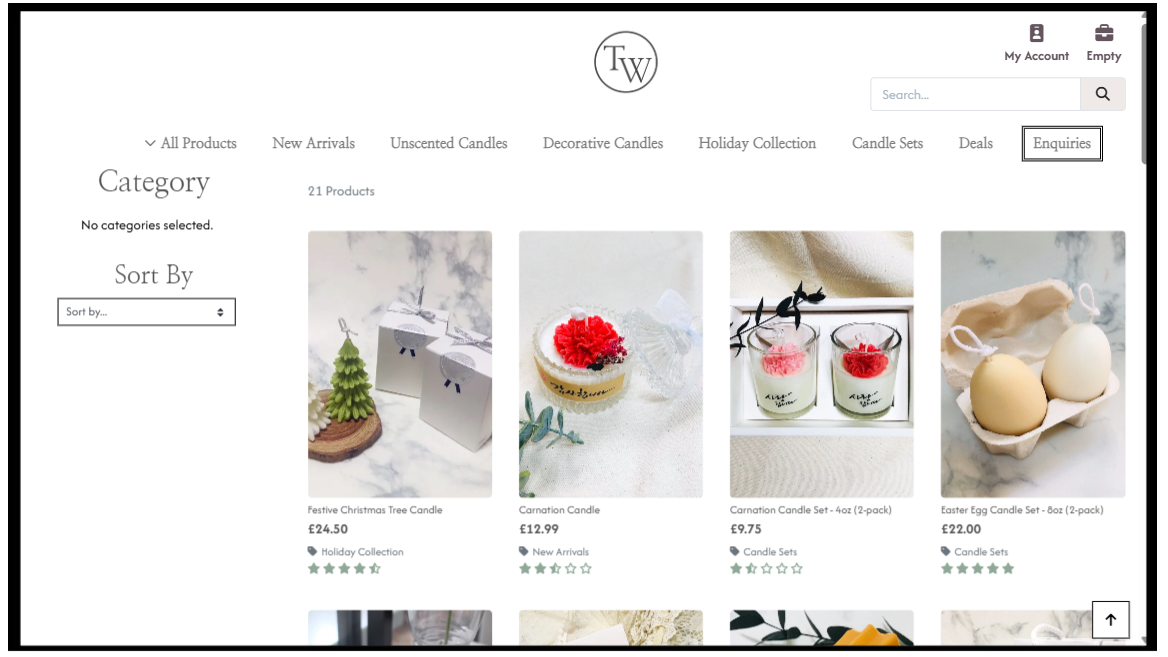 TW
My Account Empty
Search...
All Products New Arrivals Unscented Candles Decorative Candles Holiday Collection Candle Sets Deals Enquiries
Category
No categories selected.
Sort By
Sort by...
21 Products
Festive Christmas Tree Candle
£24.50
Holiday Collection
Carnation Candle
£12.99
New Arrivals
Carnation Candle Set - 4oz (2-pack)
£9.75
Candle Sets
Easter Egg Candle Set - 8oz (2-pack)
£22.00
Candle Sets